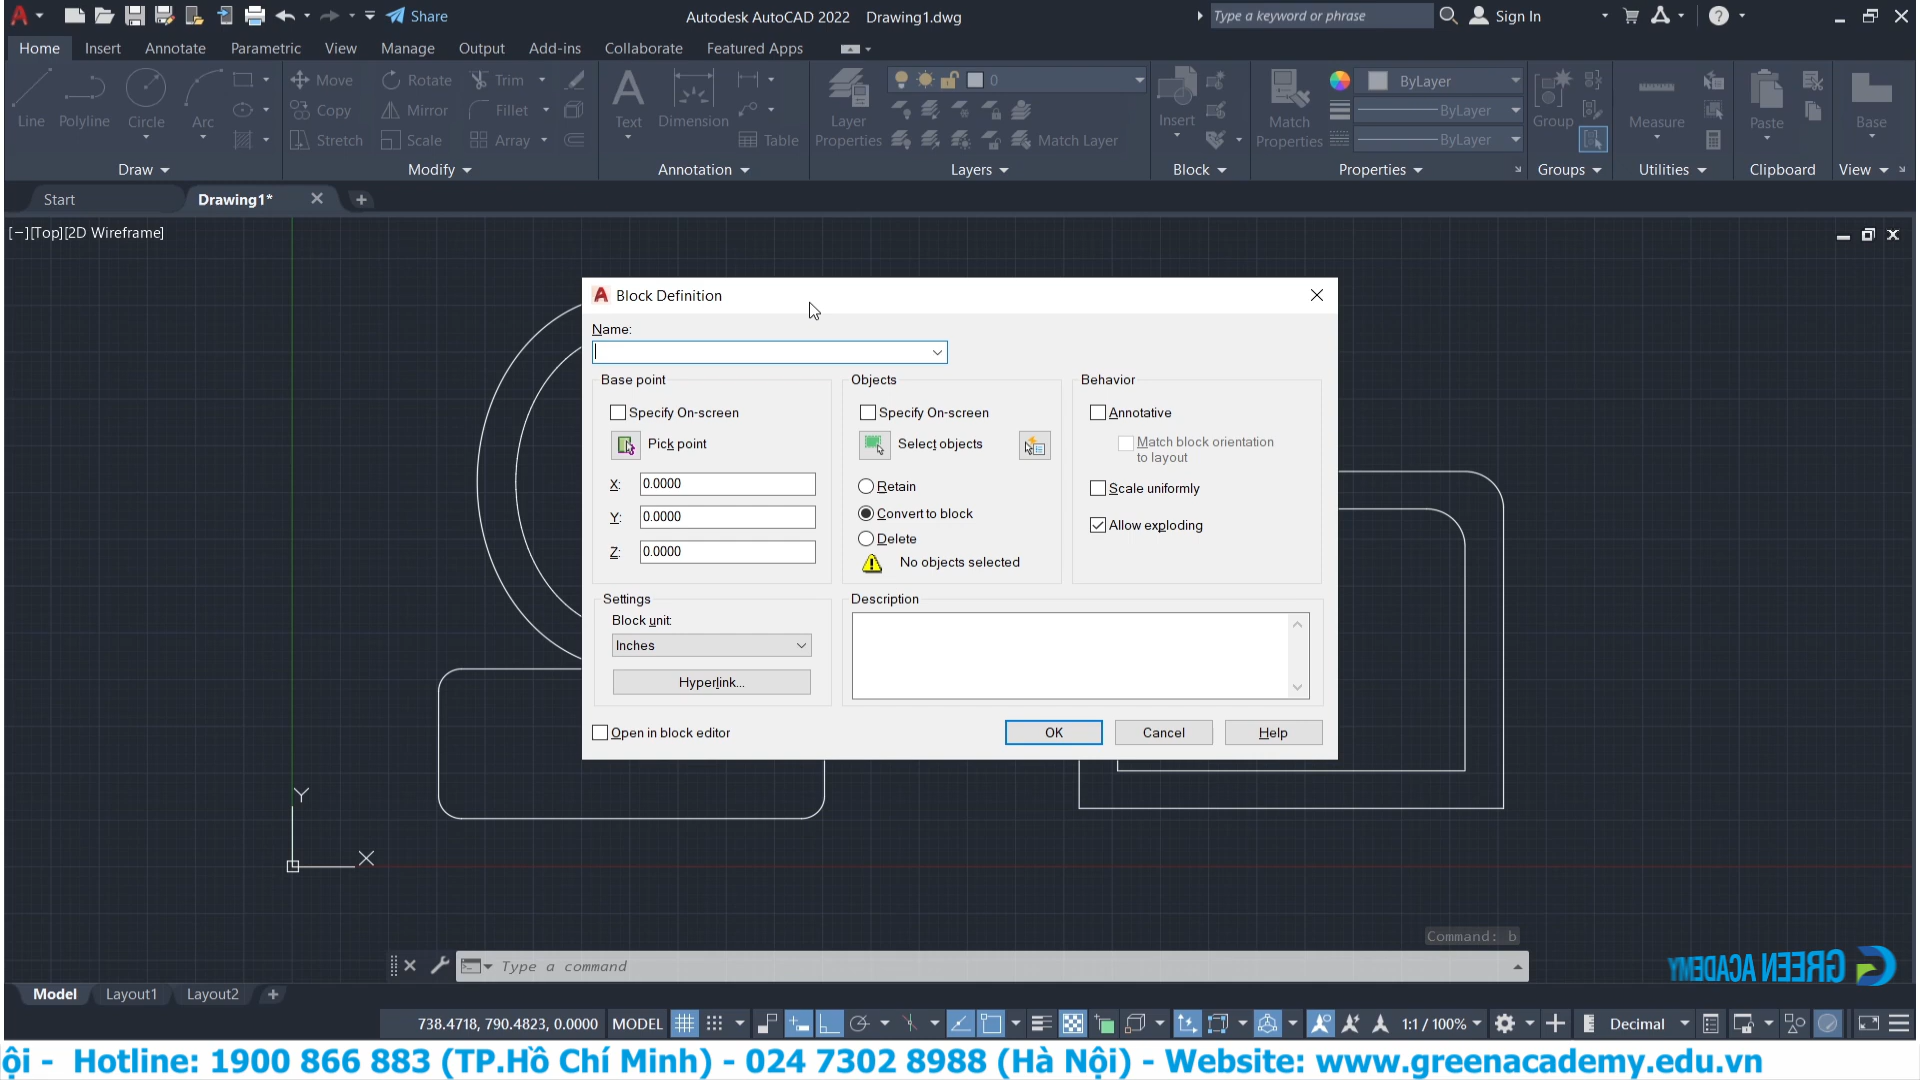 Share
Autodesk AutoCAD 2022 Drawing1.dwg
Type a keyword or phrase
Sign In
Home Insert Annotate Parametric View Manage Output Add-ins Collaborate Featured Apps
Line Polyline Circle Arc
Move Rotate Trim
Copy Mirror Fillet
Stretch Scale Array
Text Dimension Table
Layer Properties
0
Match Layer
Insert
Match Properties
ByLayer
ByLayer
ByLayer
Group
Measure
Paste
Base
Draw Modify Annotation Layers Block Properties Groups Utilities Clipboard View
Start Drawing1*
[−][Top][2D Wireframe]
Block Definition
Name:
Base point
Specify On-screen
Pick point
X: 0.0000
Y: 0.0000
Z: 0.0000
Objects
Specify On-screen
Select objects
Retain
Convert to block
Delete
No objects selected
Behavior
Annotative
Match block orientation
to layout
Scale uniformly
Allow exploding
Settings
Block unit:
Inches
Hyperlink...
Description
Open in block editor
OK Cancel Help
Y
X
Command: b
Type a command
GREEN ACADEMY
Model Layout1 Layout2
738.4718, 790.4823, 0.0000 MODEL 1:1 / 100% Decimal
ội - Hotline: 1900 866 883 (TP.Hồ Chí Minh) - 024 7302 8988 (Hà Nội) - Website: www.greenacademy.edu.vn